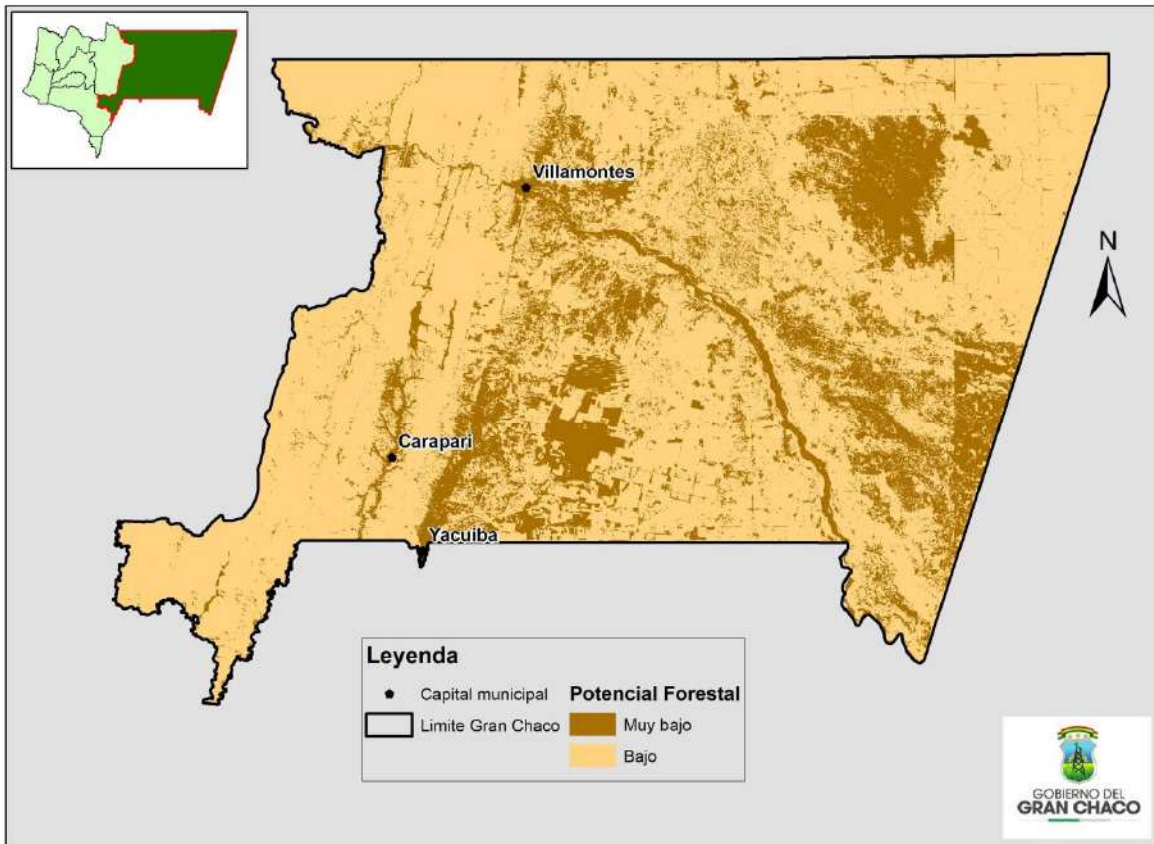 Villamontes
N
Carapari
Yacuiba
Leyenda
Capital municipal
Limite Gran Chaco
Potencial Forestal
Muy bajo
Bajo
GOBIERNO DEL
GRAN CHACO